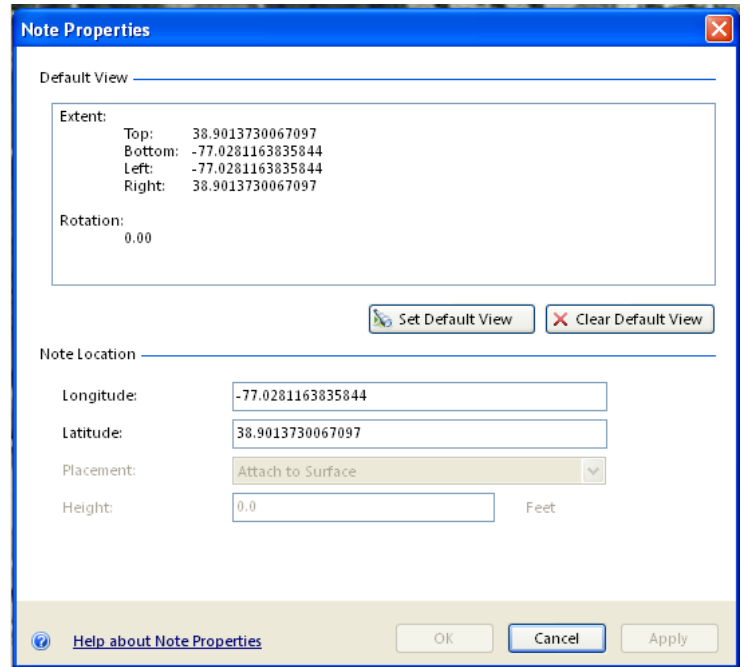 Note Properties
Default View
Extent:
Top: 38.9013730067097
Bottom: -77.0281163835844
Left: -77.0281163835844
Right: 38.9013730067097
Rotation:
0.00
Set Default View
Clear Default View
Note Location
Longitude: -77.0281163835844
Latitude: 38.9013730067097
Placement: Attach to Surface
Height: 0.0 Feet
Help about Note Properties
OK
Cancel
Apply